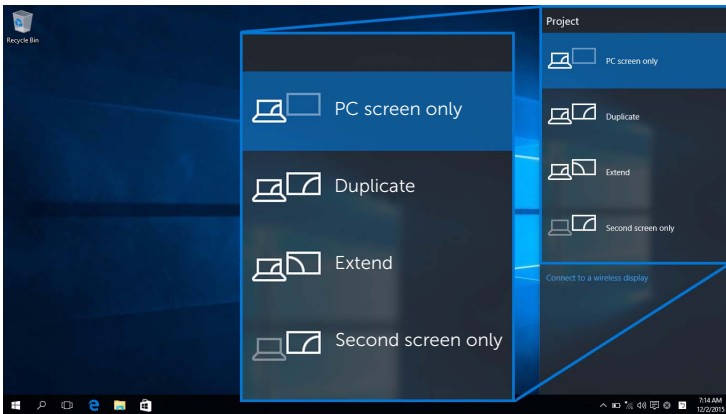 Recycle Bin
PC screen only
Duplicate
Extend
Second screen only
Project
PC screen only
Duplicate
Extend
Second screen only
Connect to a wireless display
7:14 AM
12/2/2015